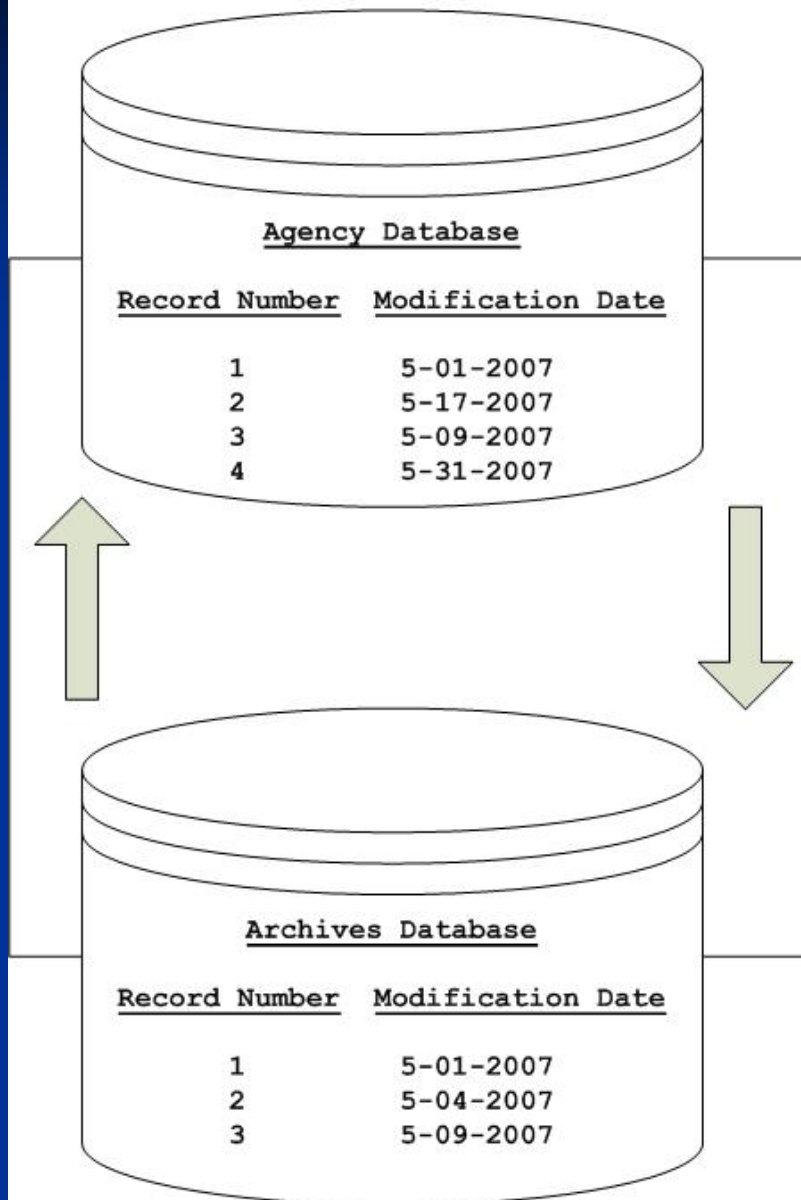 Agency Database
Record Number Modification Date
1 5-01-2007
2 5-17-2007
3 5-09-2007
4 5-31-2007
Archives Database
Record Number Modification Date
1 5-01-2007
2 5-04-2007
3 5-09-2007